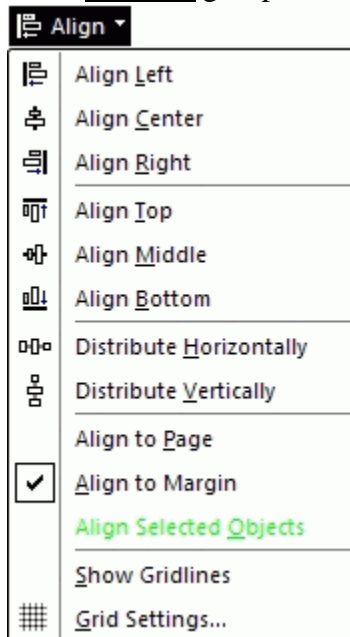 Align
Align Left
Align Center
Align Right
Align Top
Align Middle
Align Bottom
Distribute Horizontally
Distribute Vertically
Align to Page
Align to Margin
Align Selected Objects
Show Gridlines
Grid Settings...